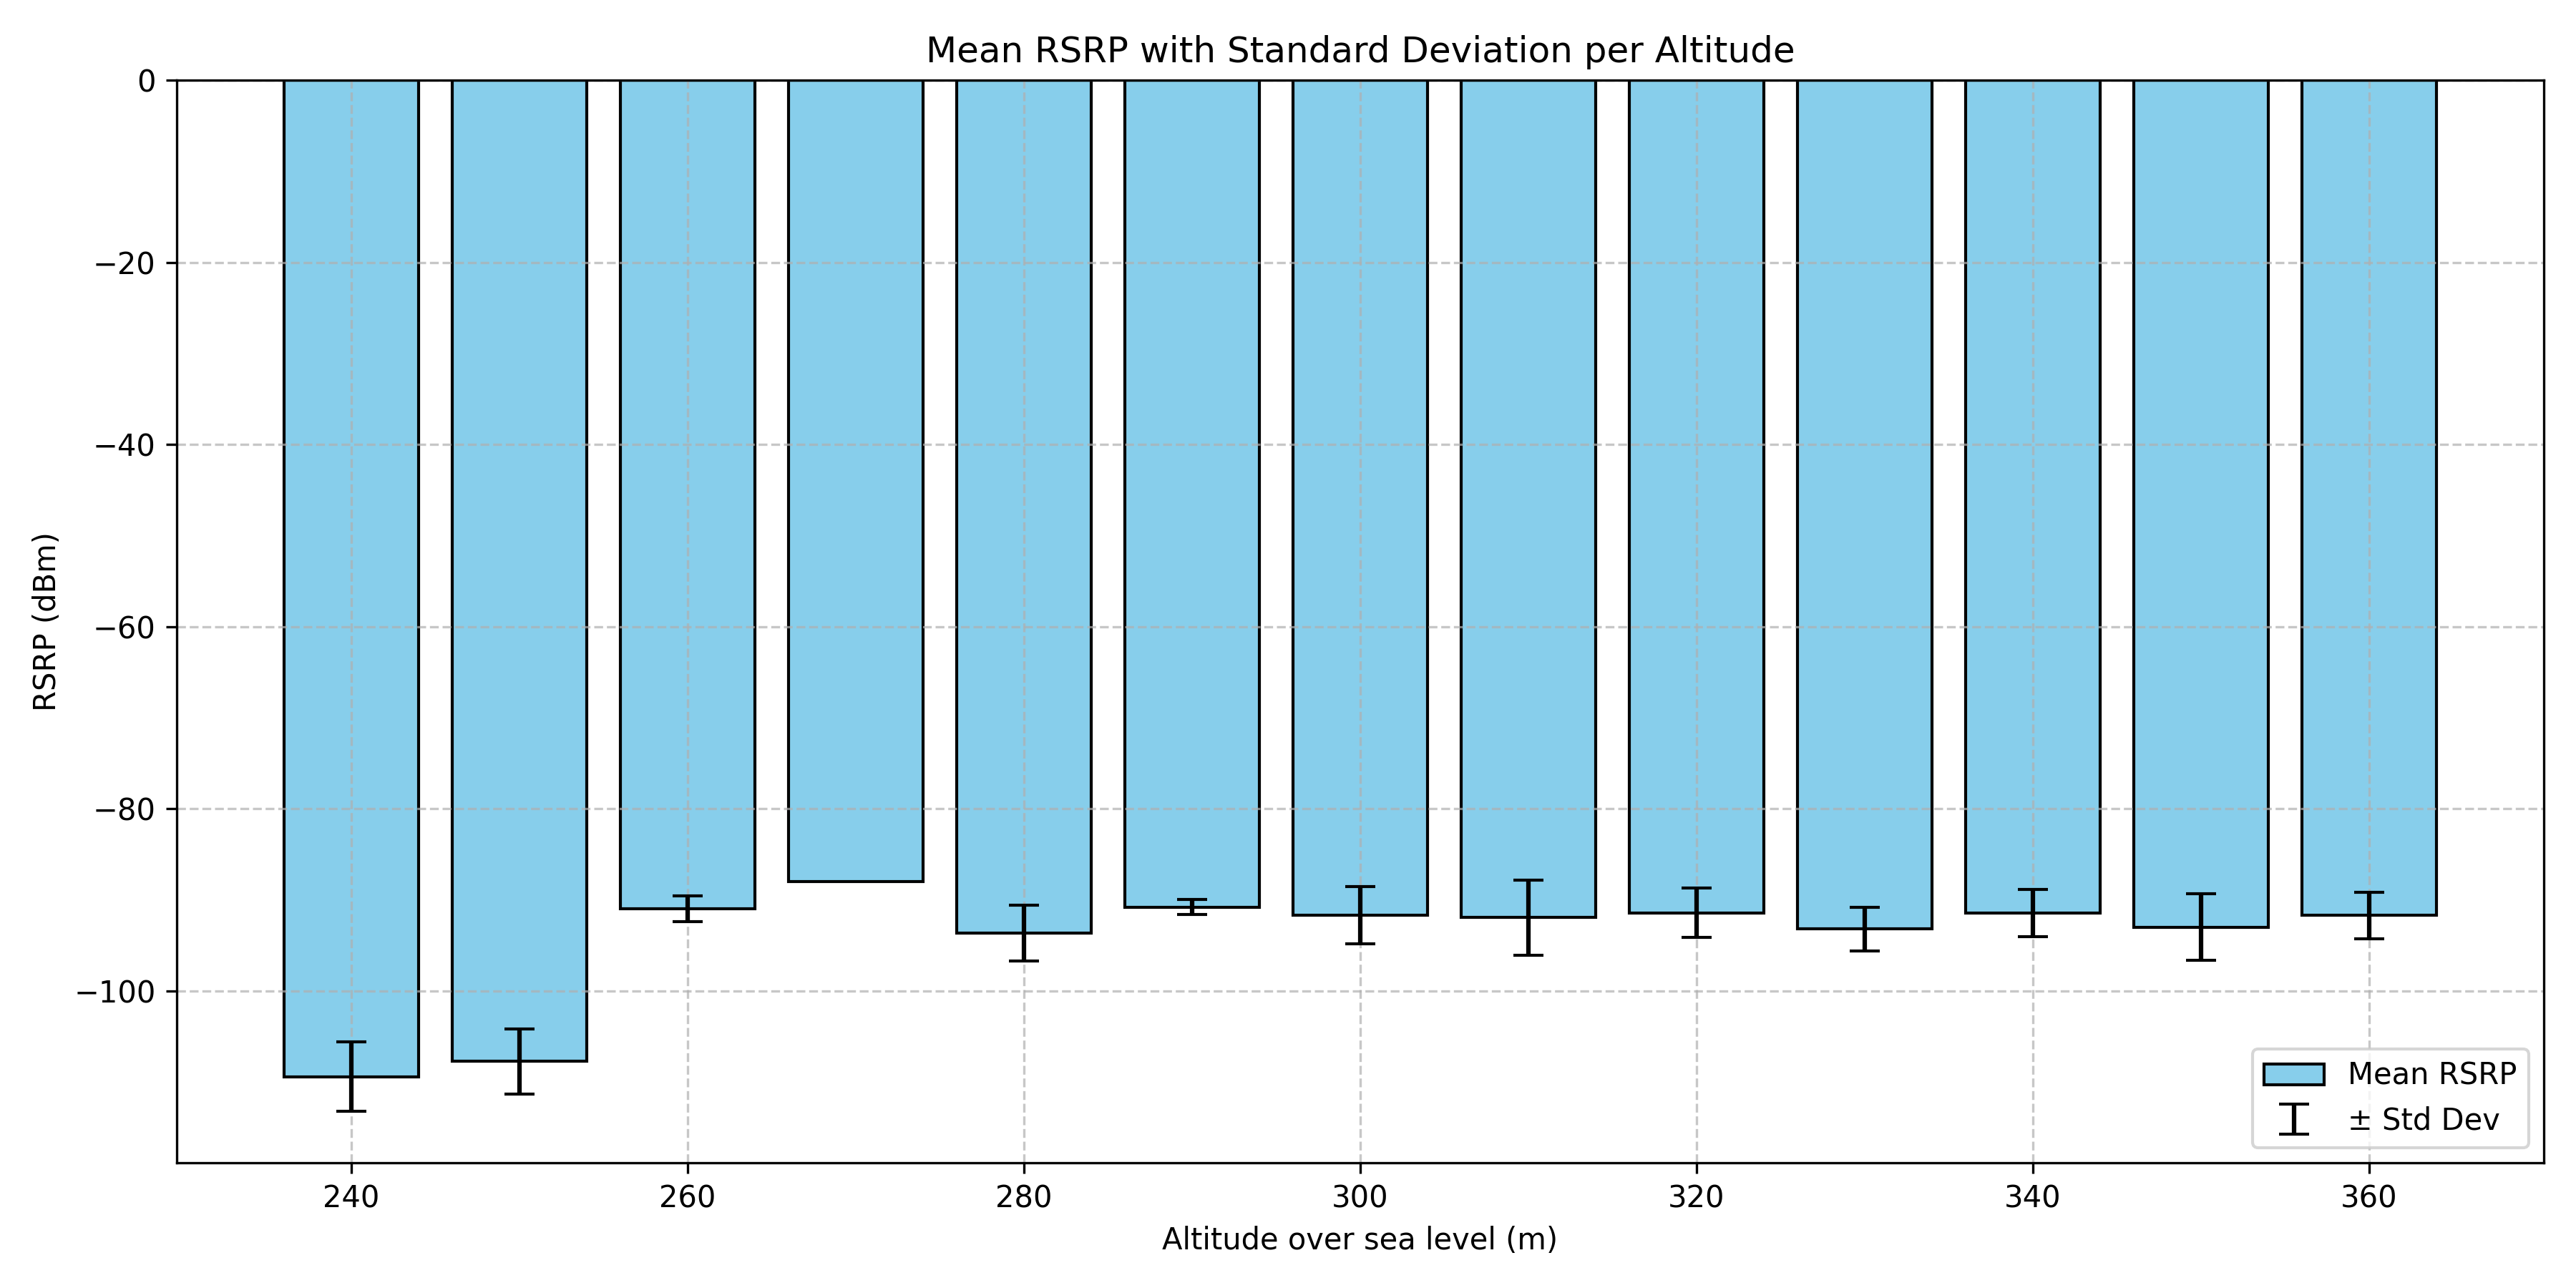 Mean RSRP with Standard Deviation per Altitude
0
−20
−40
−60
−80
−100
RSRP (dBm)
240 260 280 300 320 340 360
Altitude over sea level (m)
Mean RSRP
± Std Dev